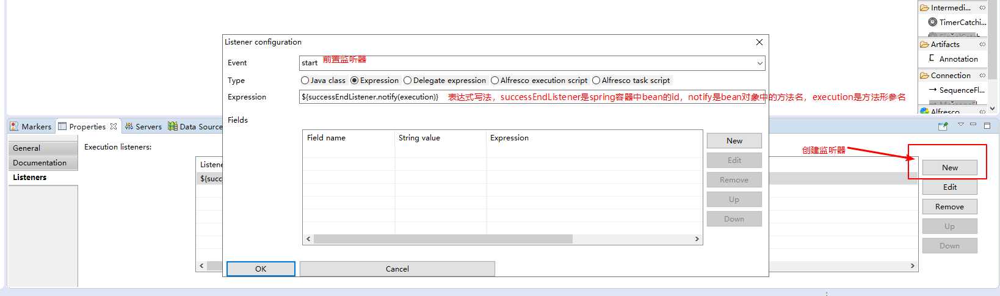 Intermedi...
TimerCatchi...
Artifacts
Annotation
Connection
SequenceFl...
Alfresco
Listener configuration
Event
start 前置监听器
Type
Java class
Expression
Delegate expression
Alfresco execution script
Alfresco task script
Expression
${successEndListener.notify(execution)} 表达式写法，successEndListener是spring容器中bean的id，notify是bean对象中的方法名，execution是方法形参名
Fields
Field name
String value
Expression
New
Edit
Remove
Up
Down
OK
Cancel
Markers
Properties
Servers
Data Source
General
Documentation
Listeners
Execution listeners:
Listene
${succ
创建监听器
New
Edit
Remove
Up
Down